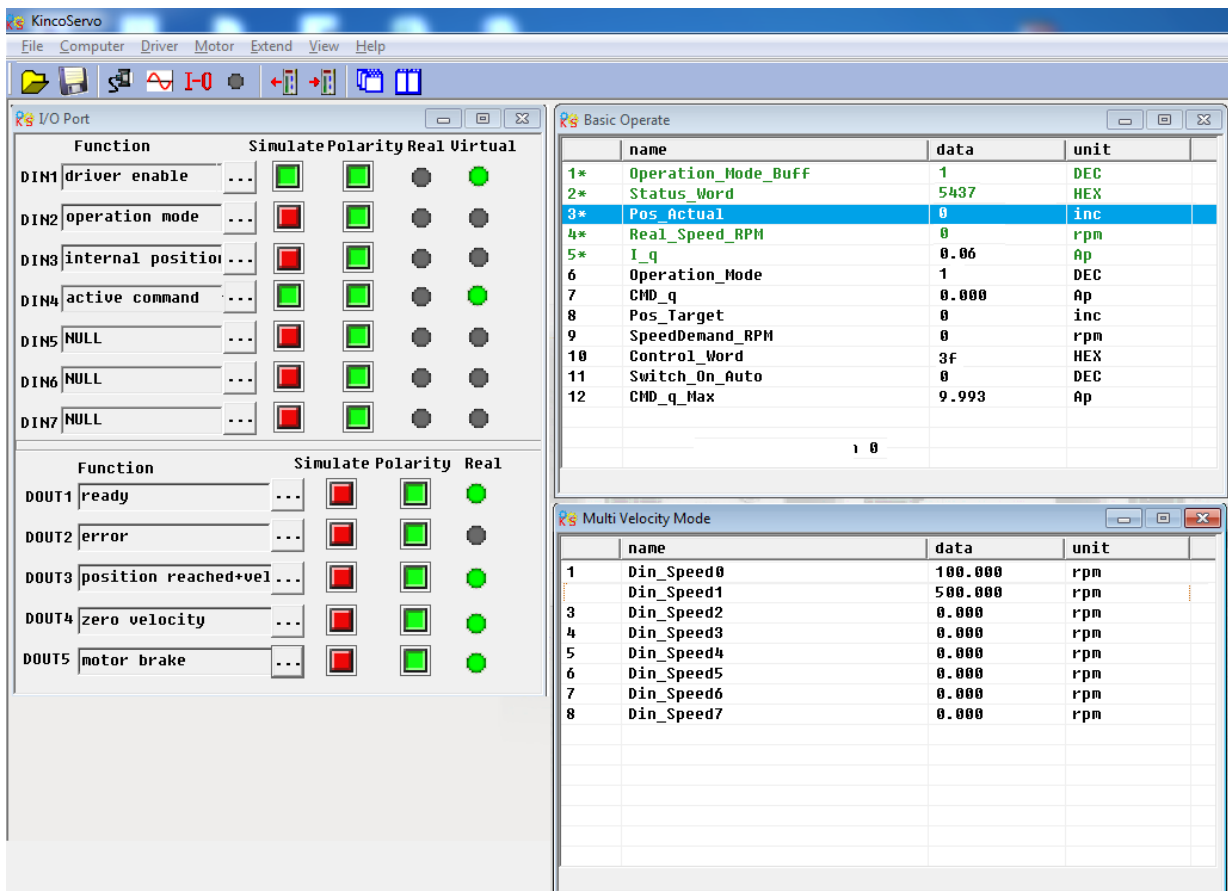 KincoServo
File Computer Driver Motor Extend View Help
I-O
I/O Port
Function Simulate Polarity Real Virtual
DIN1 driver enable ...
DIN2 operation mode ...
DIN3 internal position ...
DIN4 active command ...
DIN5 NULL ...
DIN6 NULL ...
DIN7 NULL ...
Function Simulate Polarity Real
DOUT1 ready ...
DOUT2 error ...
DOUT3 position reached+vel ...
DOUT4 zero velocity ...
DOUT5 motor brake ...
Basic Operate
name data unit
1* Operation_Mode_Buff 1 DEC
2* Status_Word 5437 HEX
3* Pos_Actual 0 inc
4* Real_Speed_RPM 0 rpm
5* I_q 0.06 Ap
6 Operation_Mode 1 DEC
7 CMD_q 0.000 Ap
8 Pos_Target 0 inc
9 SpeedDemand_RPM 0 rpm
10 Control_Word 3f HEX
11 Switch_On_Auto 0 DEC
12 CMD_q_Max 9.993 Ap
0
Multi Velocity Mode
name data unit
1 Din_Speed0 100.000 rpm
Din_Speed1 500.000 rpm
3 Din_Speed2 0.000 rpm
4 Din_Speed3 0.000 rpm
5 Din_Speed4 0.000 rpm
6 Din_Speed5 0.000 rpm
7 Din_Speed6 0.000 rpm
8 Din_Speed7 0.000 rpm